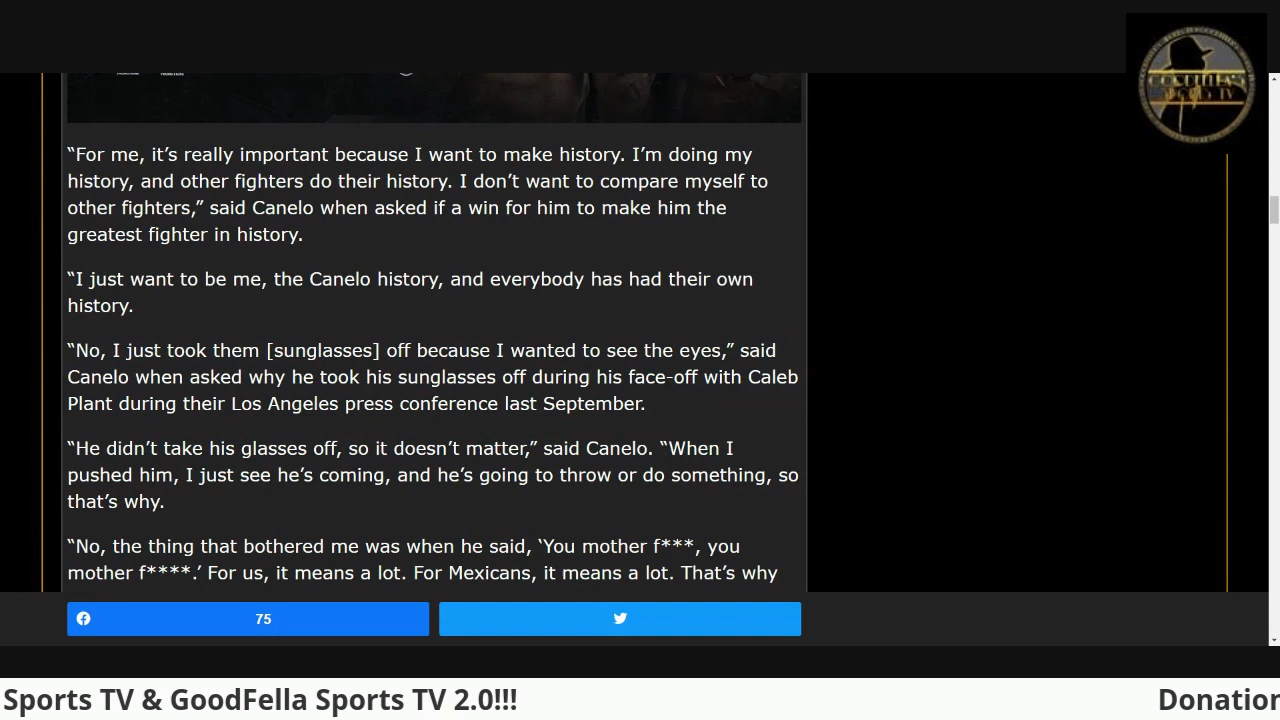 GOODFELLA'S
SPORTS TV
“For me, it’s really important because I want to make history. I’m doing my
history, and other fighters do their history. I don’t want to compare myself to
other fighters,” said Canelo when asked if a win for him to make him the
greatest fighter in history.
“I just want to be me, the Canelo history, and everybody has had their own
history.
“No, I just took them [sunglasses] off because I wanted to see the eyes,” said
Canelo when asked why he took his sunglasses off during his face-off with Caleb
Plant during their Los Angeles press conference last September.
“He didn’t take his glasses off, so it doesn’t matter,” said Canelo. “When I
pushed him, I just see he’s coming, and he’s going to throw or do something, so
that’s why.
“No, the thing that bothered me was when he said, ‘You mother f***, you
mother f****.’ For us, it means a lot. For Mexicans, it means a lot. That’s why
75
Sports TV & GoodFella Sports TV 2.0!!! Donation